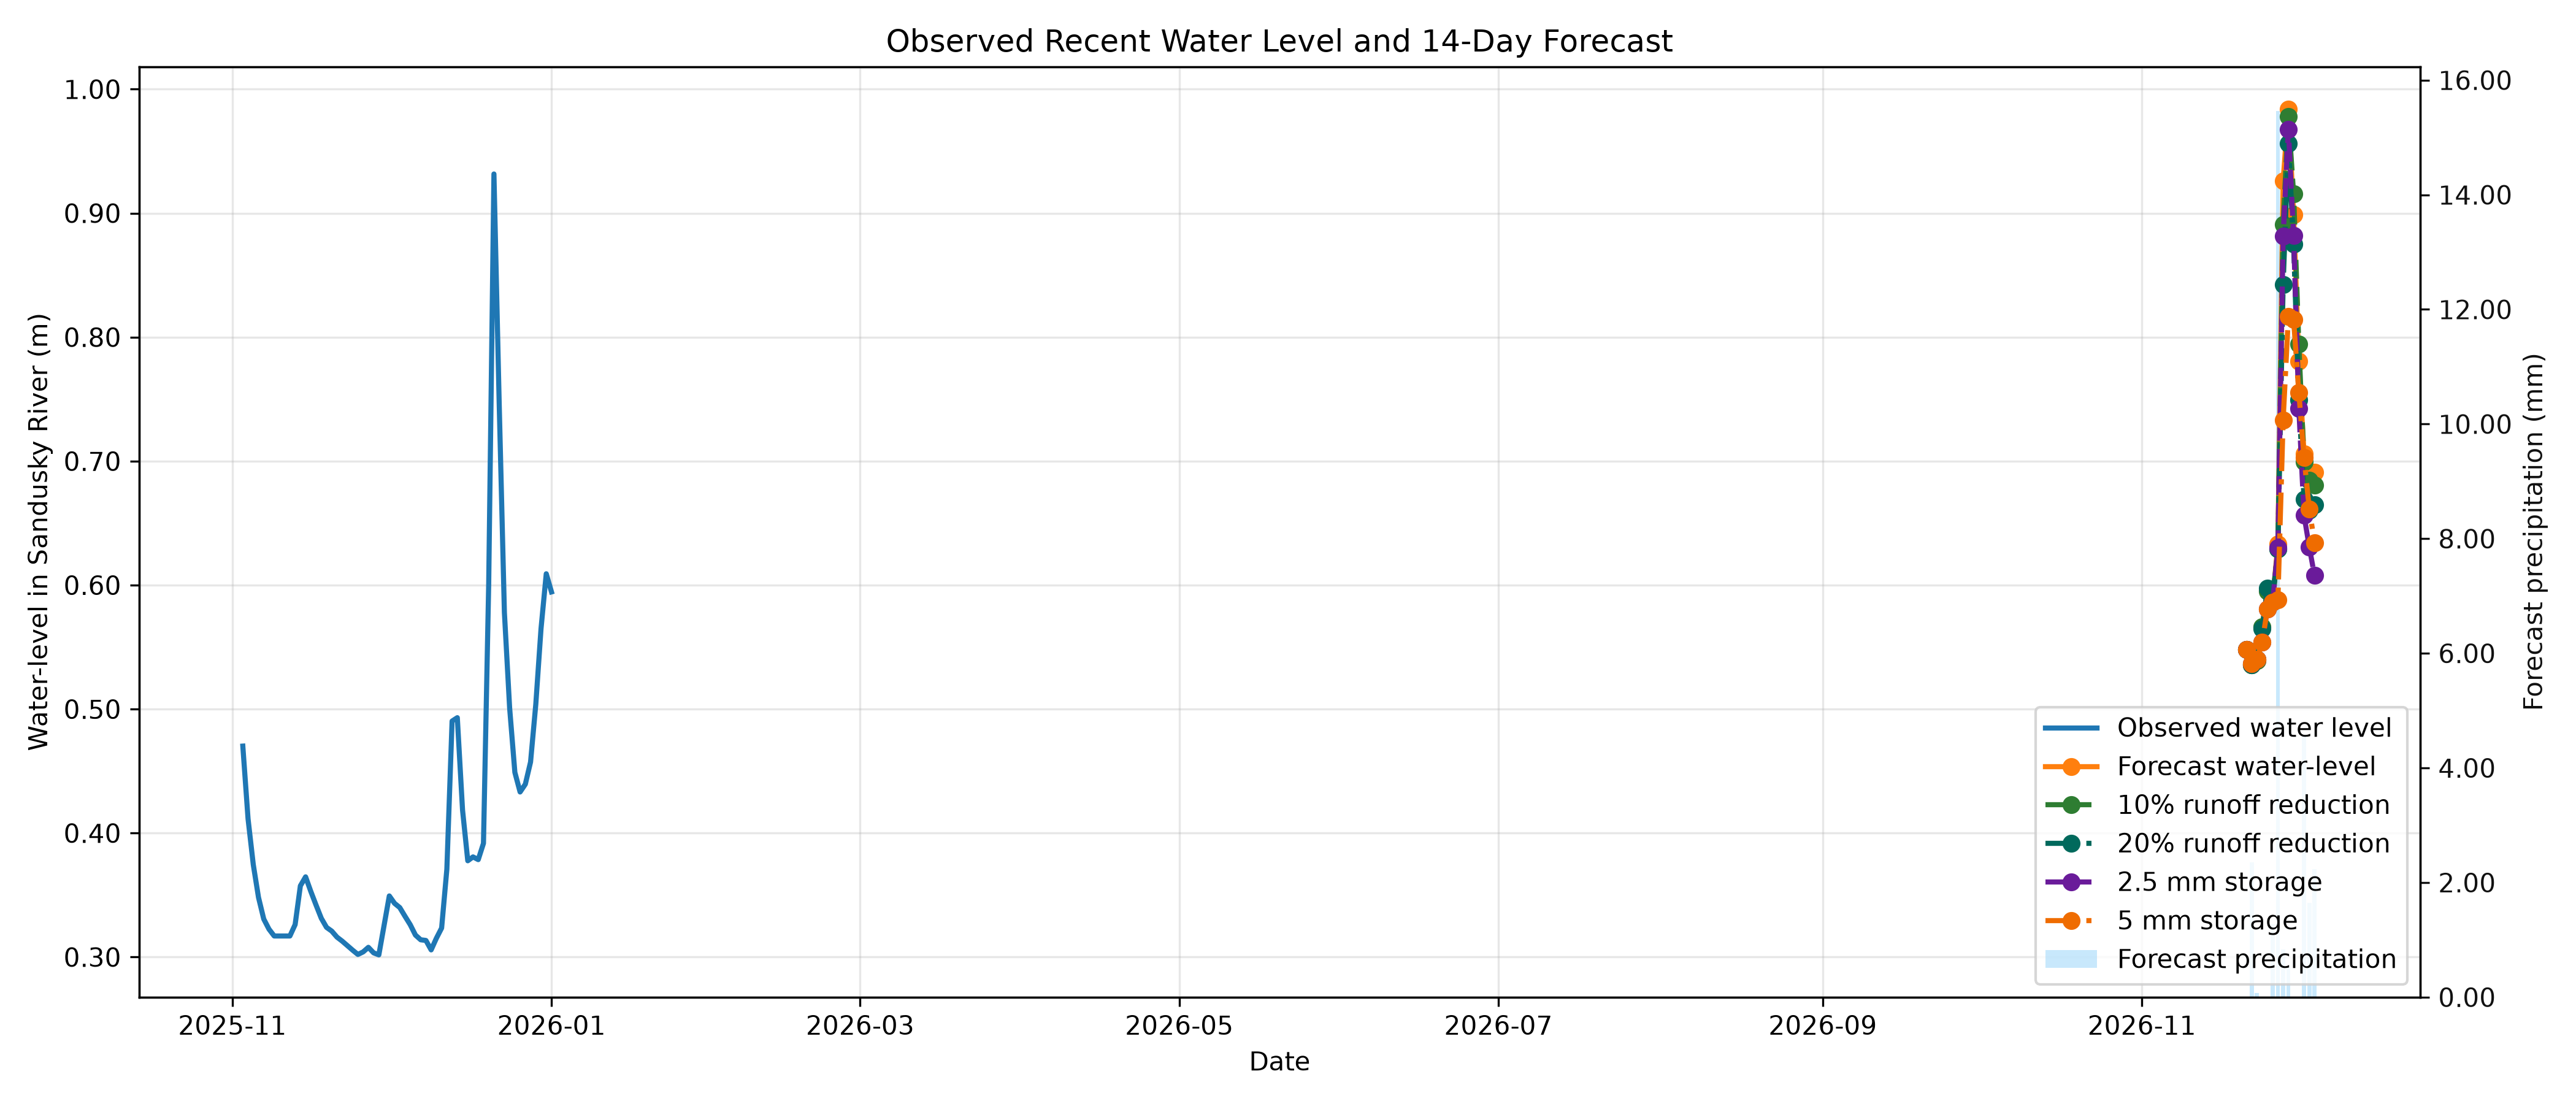 Observed Recent Water Level and 14-Day Forecast
Water-level in Sandusky River (m)
1.00
0.90
0.80
0.70
0.60
0.50
0.40
0.30
16.00
14.00
12.00
10.00
8.00
6.00
4.00
2.00
0.00
Forecast precipitation (mm)
Observed water level
Forecast water-level
10% runoff reduction
20% runoff reduction
2.5 mm storage
5 mm storage
Forecast precipitation
2025-11
2026-01
2026-03
2026-05
2026-07
2026-09
2026-11
Date